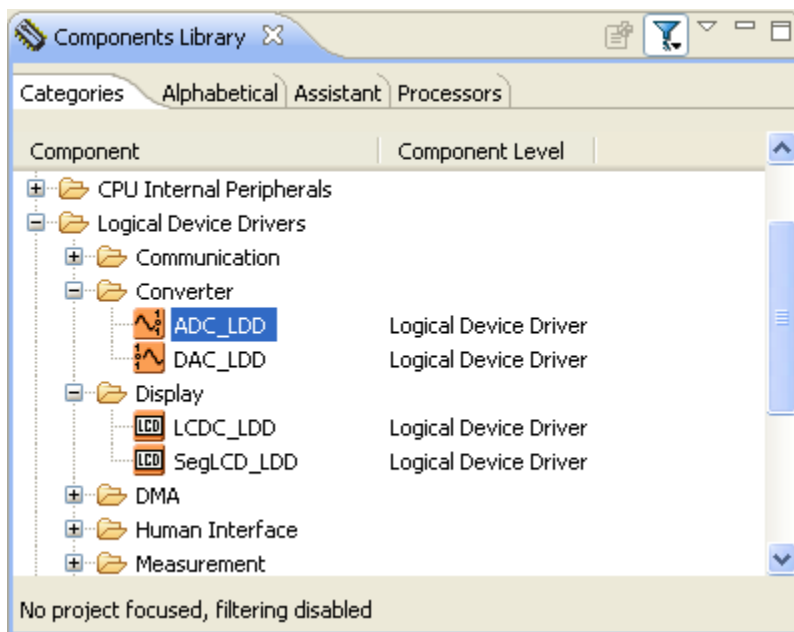 Components Library
Categories Alphabetical Assistant Processors
Component Component Level
CPU Internal Peripherals
Logical Device Drivers
Communication
Converter
ADC_LDD Logical Device Driver
DAC_LDD Logical Device Driver
Display
LCD LCDC_LDD Logical Device Driver
LCD SegLCD_LDD Logical Device Driver
DMA
Human Interface
Measurement
No project focused, filtering disabled